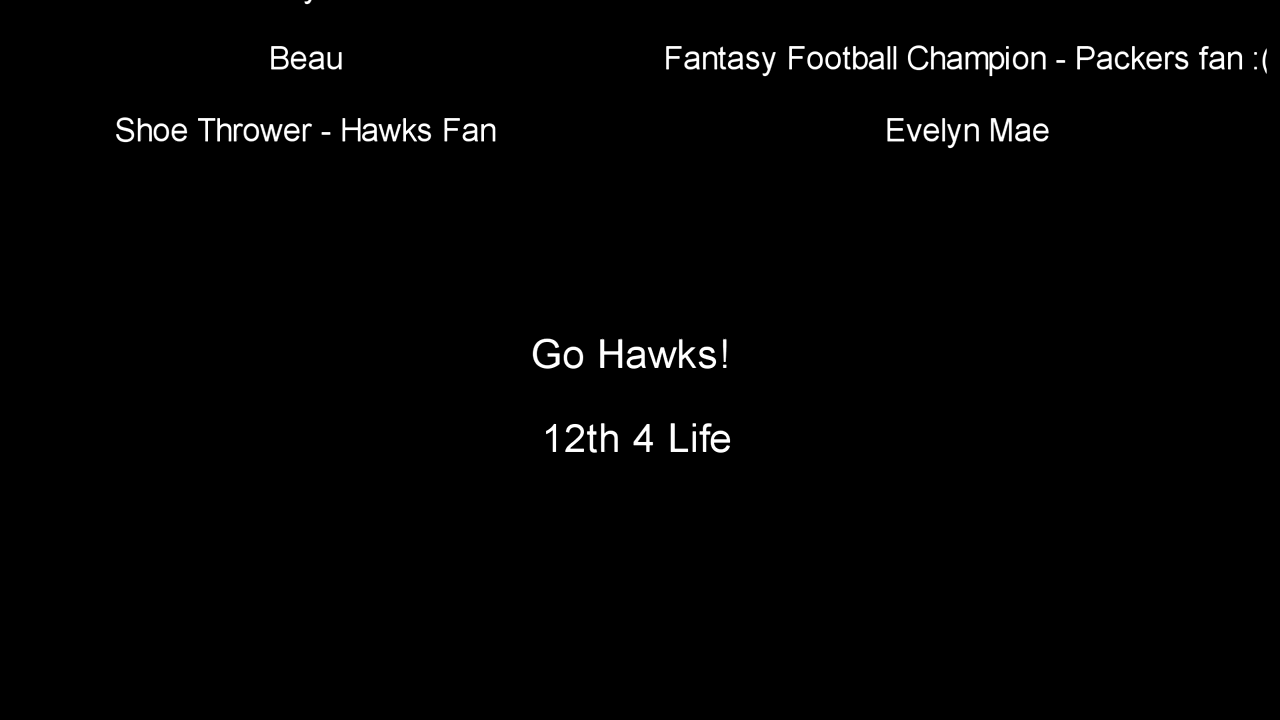 Beau Fantasy Football Champion - Packers fan :(
Shoe Thrower - Hawks Fan Evelyn Mae
Go Hawks!
12th 4 Life